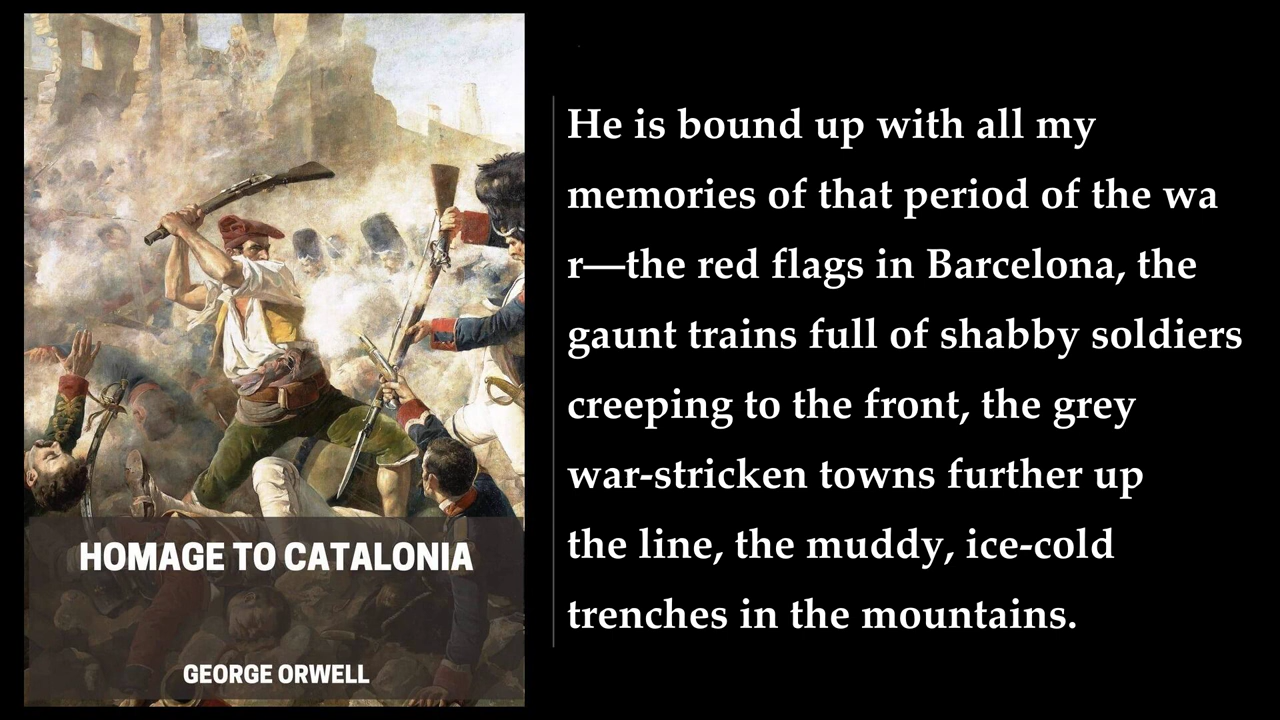 HOMAGE TO CATALONIA
GEORGE ORWELL
He is bound up with all my
memories of that period of the wa
r—the red flags in Barcelona, the
gaunt trains full of shabby soldiers
creeping to the front, the grey
war-stricken towns further up
the line, the muddy, ice-cold
trenches in the mountains.